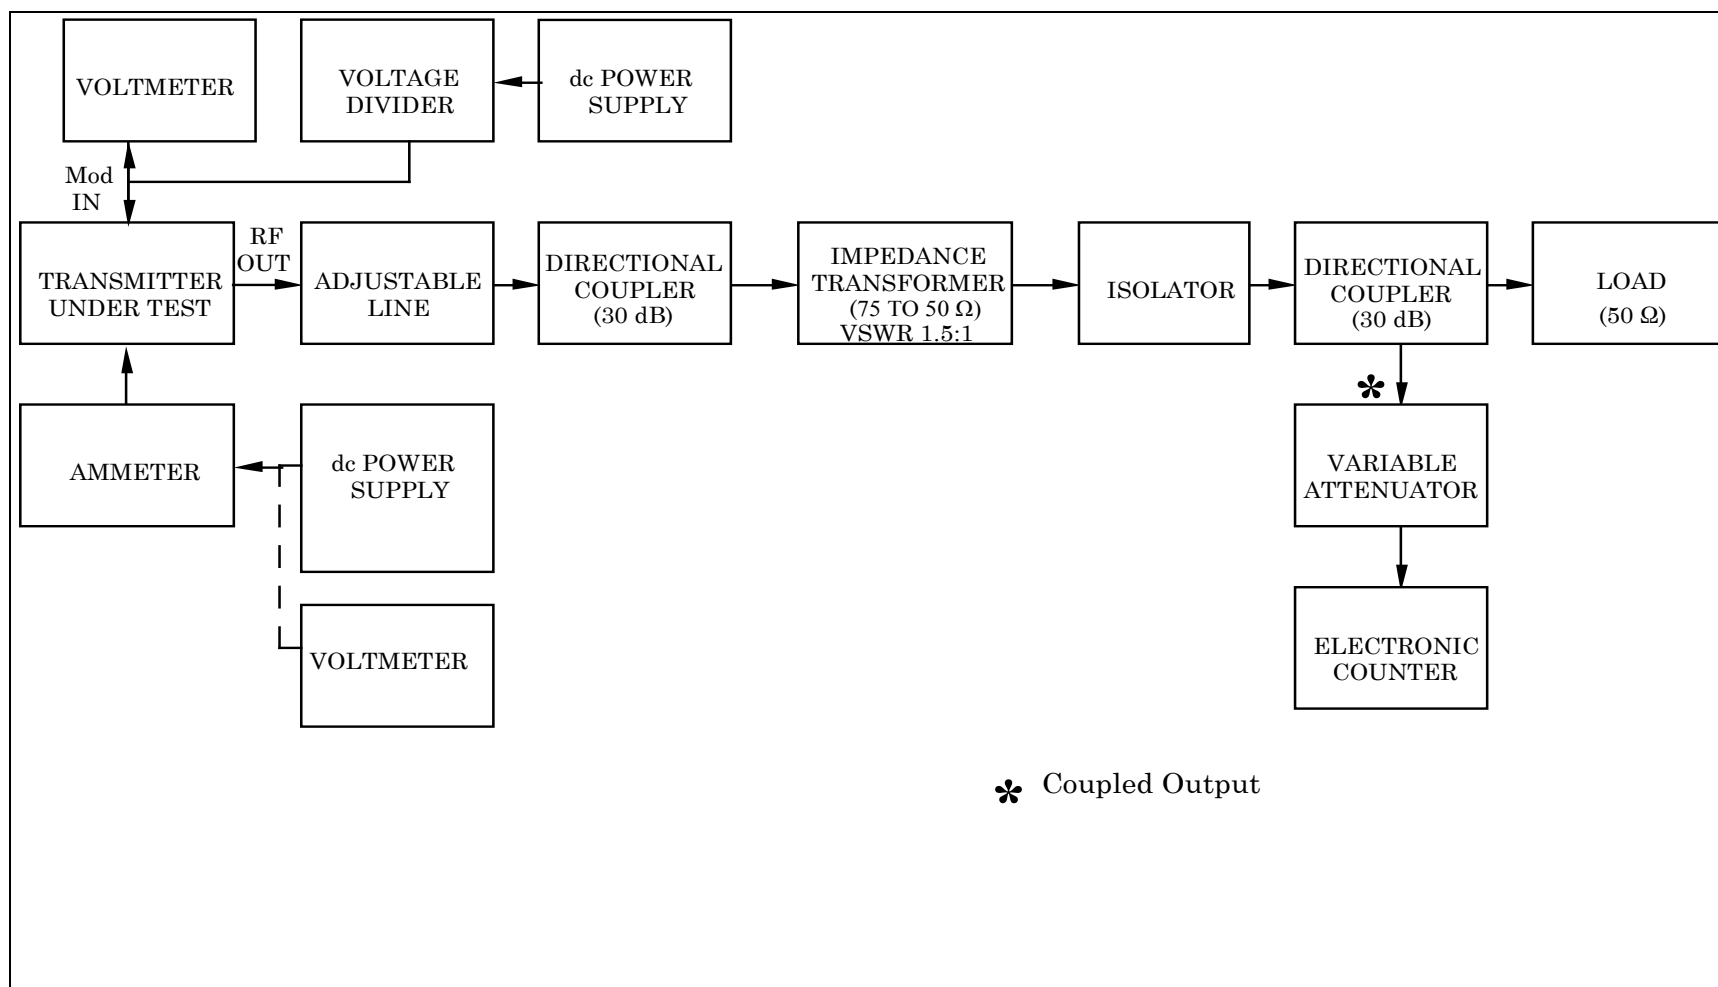 VOLTMETER
VOLTAGE
DIVIDER
dc POWER
SUPPLY
Mod
IN
TRANSMITTER
UNDER TEST
RF
OUT
ADJUSTABLE
LINE
DIRECTIONAL
COUPLER
(30 dB)
IMPEDANCE
TRANSFORMER
(75 TO 50 Ω)
VSWR 1.5:1
ISOLATOR
DIRECTIONAL
COUPLER
(30 dB)
LOAD
(50 Ω)
*
AMMETER
dc POWER
SUPPLY
VARIABLE
ATTENUATOR
VOLTMETER
ELECTRONIC
COUNTER
* Coupled Output